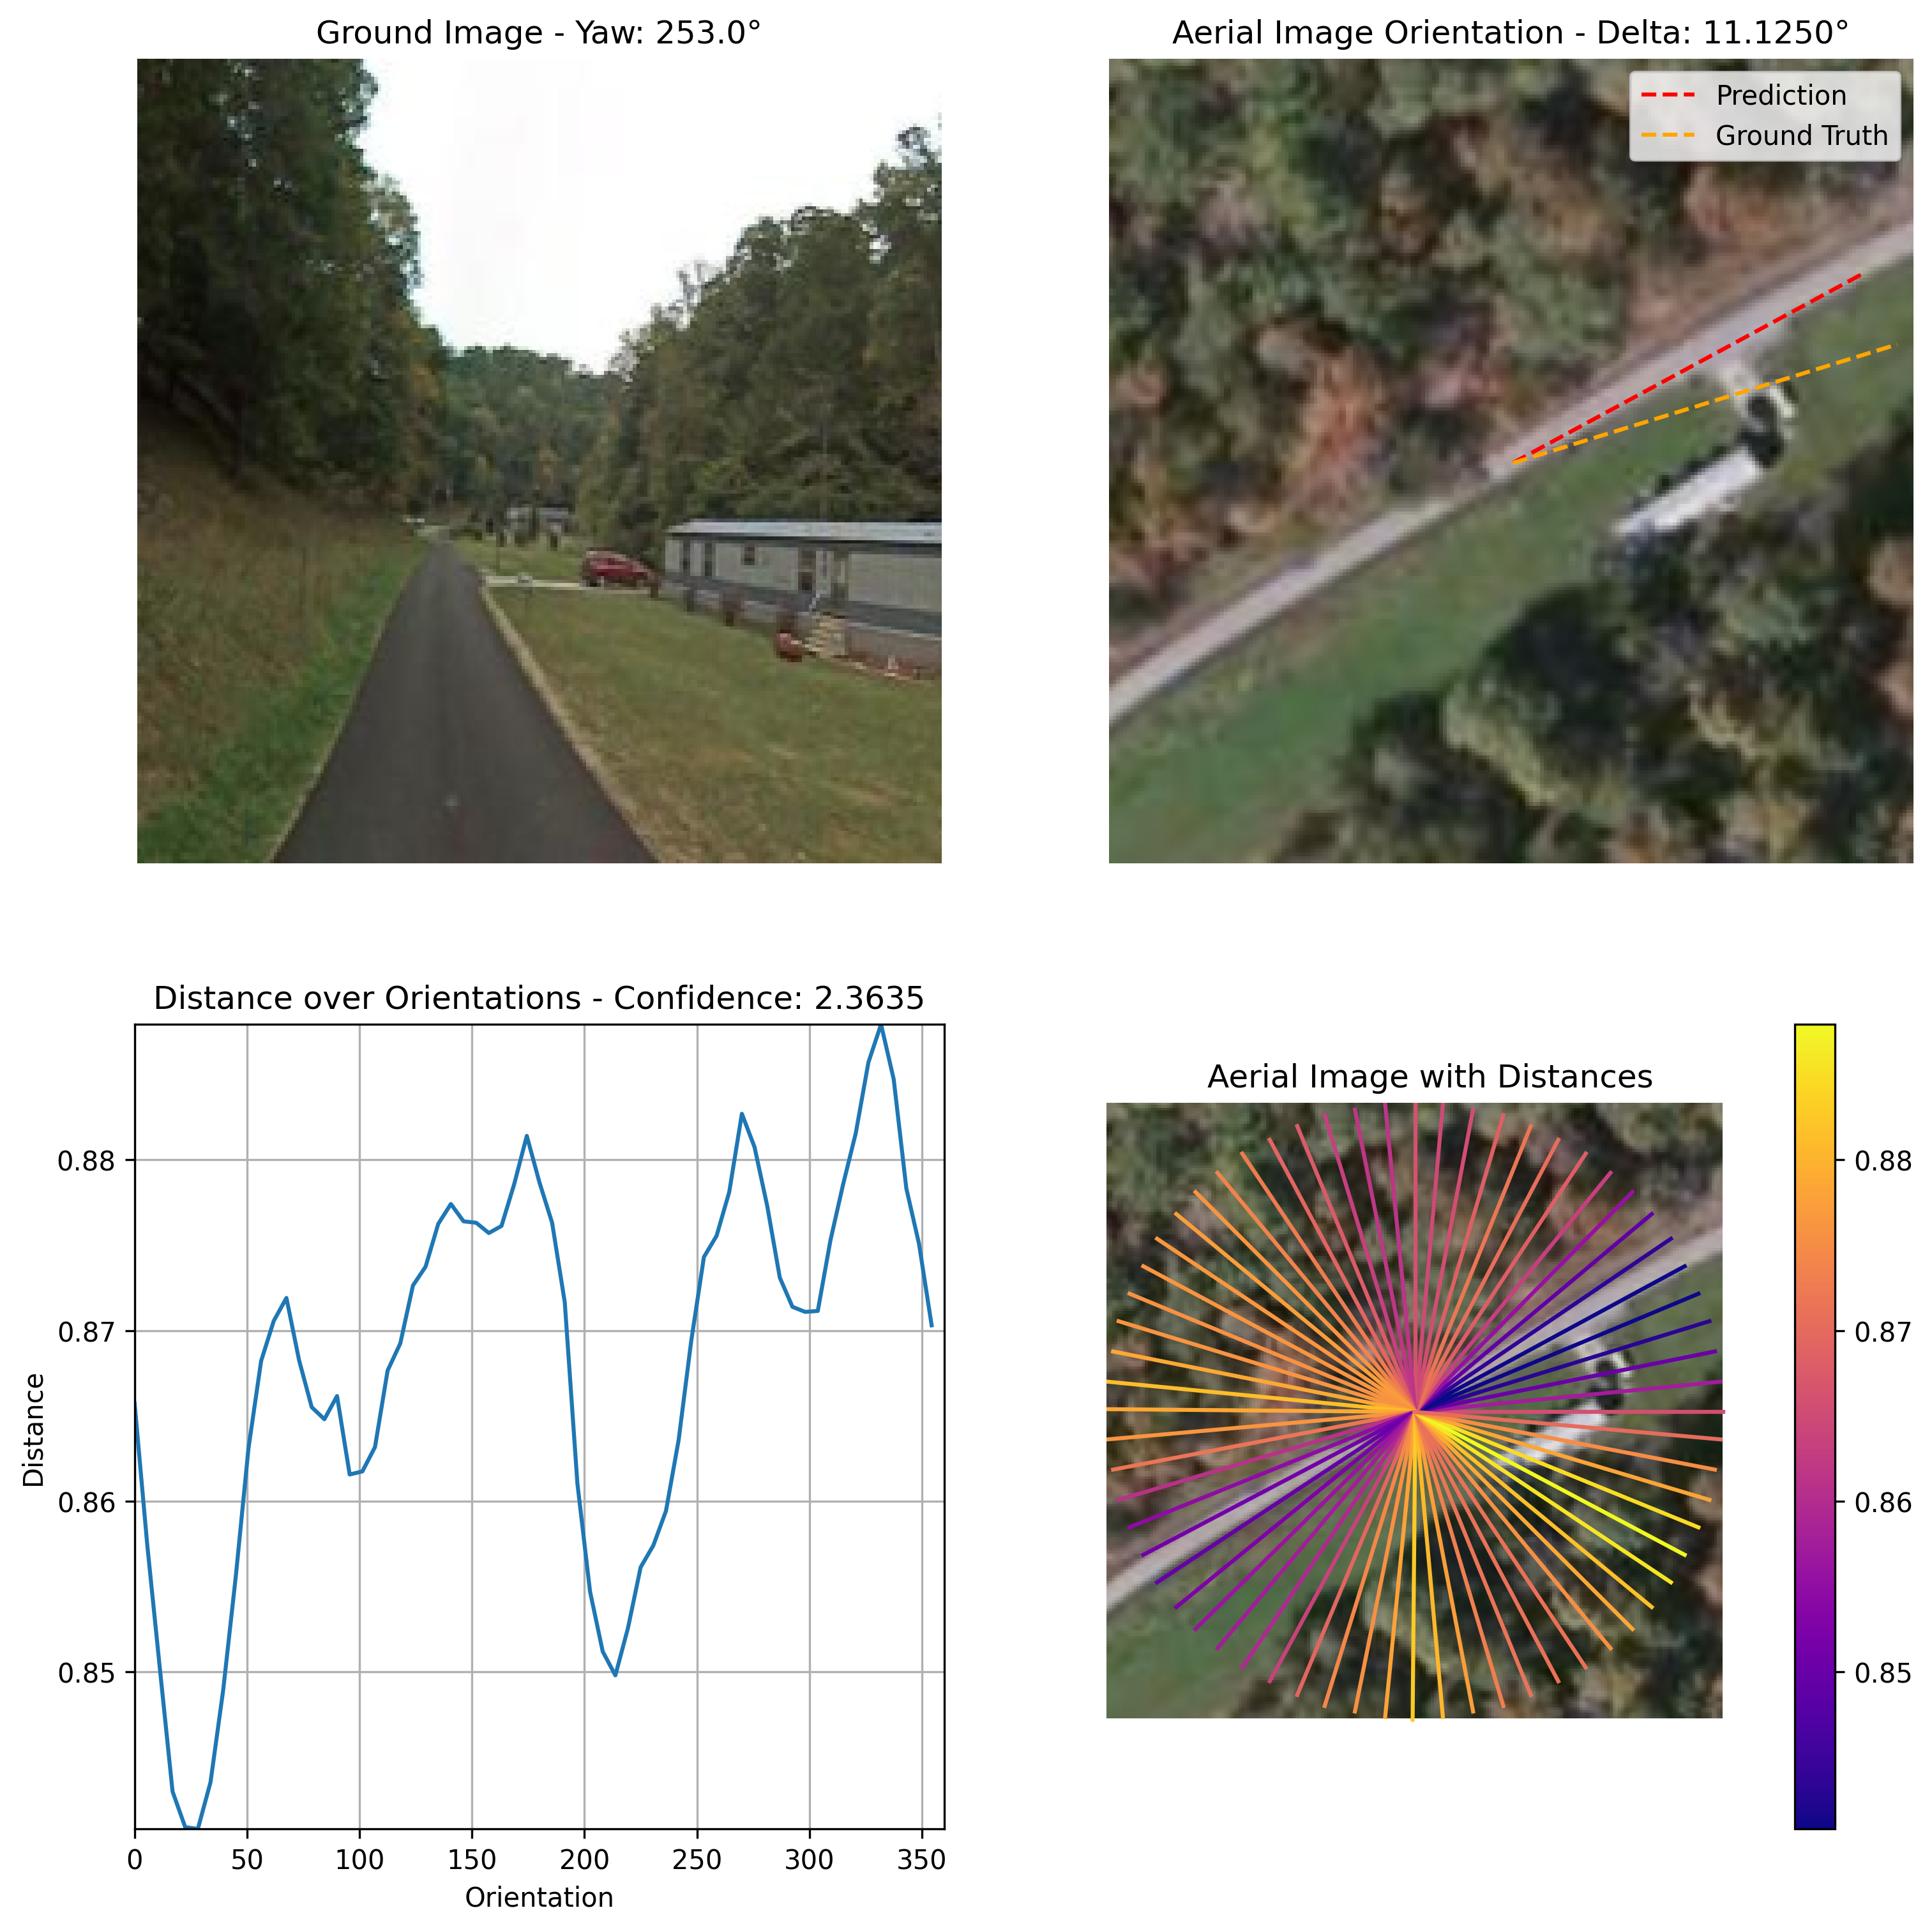 Ground Image - Yaw: 253.0°
Aerial Image Orientation - Delta: 11.1250°
Prediction
Ground Truth
Distance over Orientations - Confidence: 2.3635
0.88
0.87
0.86
0.85
Distance
0
50
100
150
200
250
300
350
Orientation
Aerial Image with Distances
0.88
0.87
0.86
0.85